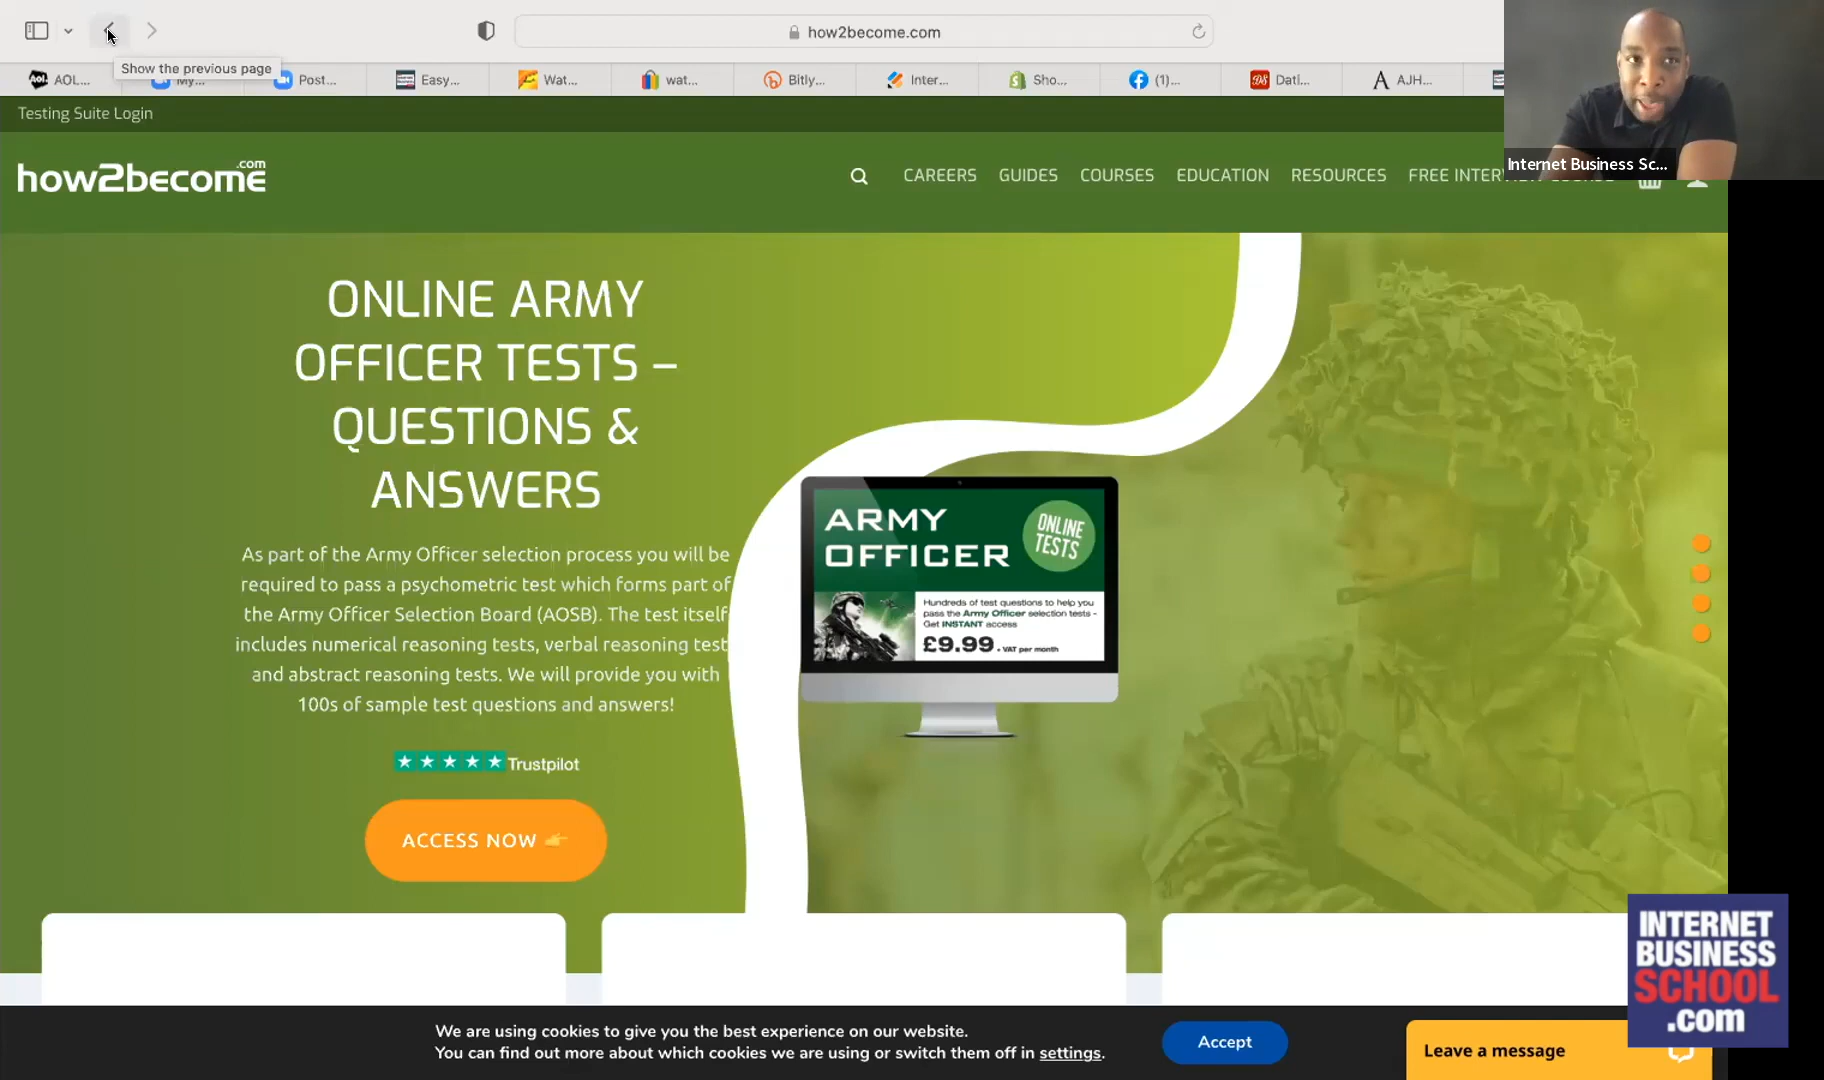 how2become.com
Show the previous page
AOL...
My...
Post...
Easy...
Wat...
wat...
Bitly...
Inter...
Sho...
(1)...
Datl...
AJH...
Internet Business Sc...
Testing Suite Login
how2become
.com
CAREERS
GUIDES
COURSES
EDUCATION
RESOURCES
FREE
ONLINE ARMY
OFFICER TESTS –
QUESTIONS &
ANSWERS
As part of the Army Officer selection process you will be
required to pass a psychometric test which forms part of
the Army Officer Selection Board (AOSB). The test itself
includes numerical reasoning tests, verbal reasoning test
and abstract reasoning tests. We will provide you with
100s of sample test questions and answers!
Trustpilot
ACCESS NOW
ARMY
OFFICER
ONLINE
TESTS
Hundreds of test questions to help you
pass the Army Officer selection tests -
Get INSTANT access
£9.99 + VAT per month
We are using cookies to give you the best experience on our website.
You can find out more about which cookies we are using or switch them off in settings.
Accept
Leave a message
INTERNET
BUSINESS
SCHOOL
.com